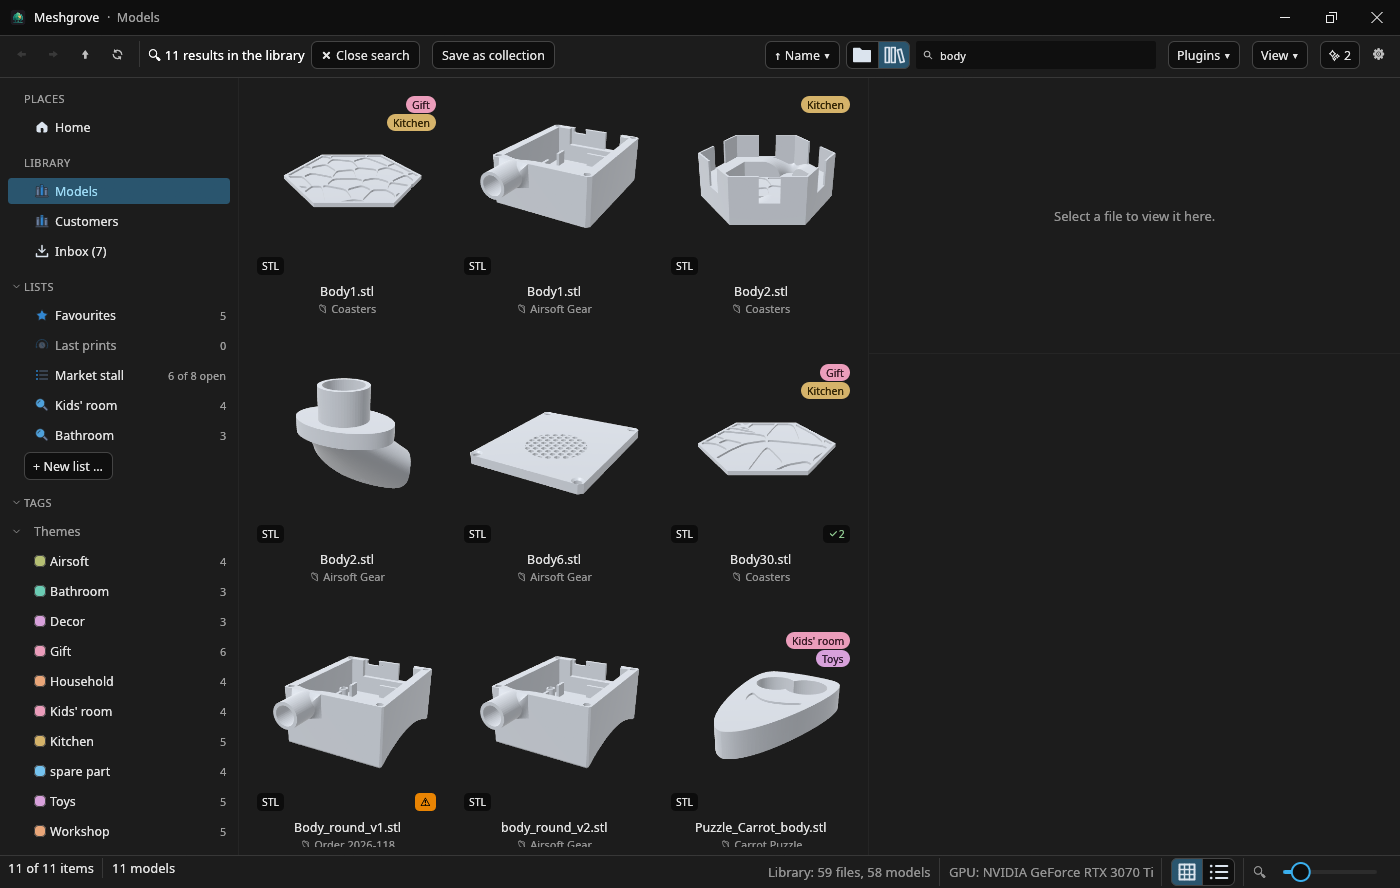 Meshgrove · Models
11 results in the library
Close search
Save as collection
↑ Name ▾
body
Plugins ▾
View ▾
2
PLACES
Home
LIBRARY
Models
Customers
Inbox (7)
LISTS
Favourites 5
Last prints 0
Market stall 6 of 8 open
Kids' room 4
Bathroom 3
+ New list ...
TAGS
Themes
Airsoft 4
Bathroom 3
Decor 3
Gift 6
Household 4
Kids' room 4
Kitchen 5
spare part 4
Toys 5
Workshop 5
Gift
Kitchen
STL
Body1.stl
Coasters
STL
Body1.stl
Airsoft Gear
Kitchen
STL
Body2.stl
Coasters
STL
Body2.stl
Airsoft Gear
STL
Body6.stl
Airsoft Gear
Gift
Kitchen
STL
✓2
Body30.stl
Coasters
STL
Body_round_v1.stl
Order 2026-118
STL
body_round_v2.stl
Airsoft Gear
Kids' room
Toys
STL
Puzzle_Carrot_body.stl
Carrot Puzzle
Select a file to view it here.
11 of 11 items
11 models
Library: 59 files, 58 models
GPU: NVIDIA GeForce RTX 3070 Ti